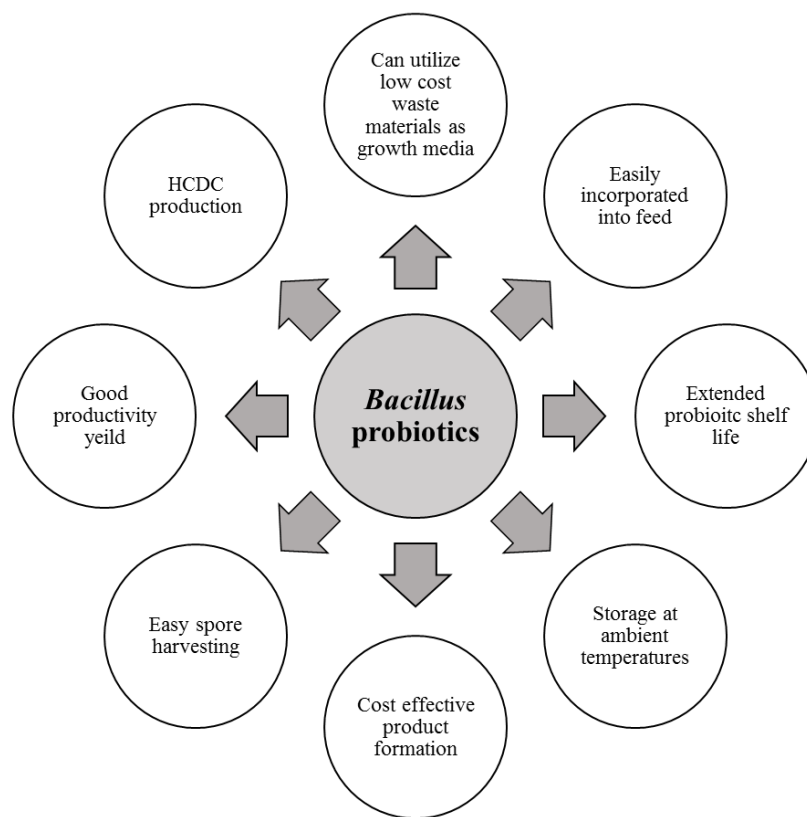 Can utilize
low cost
waste
materials as
growth media
HCDC
production
Easily
incorporated
into feed
Good
productivity
yeild
Bacillus
probiotics
Extended
probioitc shelf
life
Easy spore
harvesting
Storage at
ambient
temperatures
Cost effective
product
formation